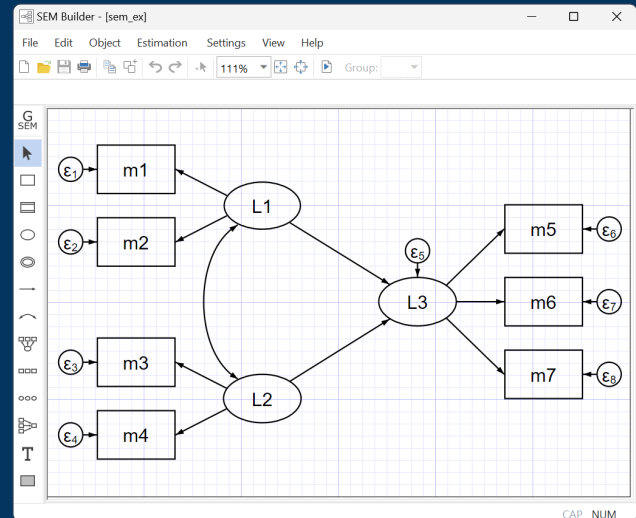 SEM Builder - [sem_ex]
File Edit Object Estimation Settings View Help
111% Group:
G
SEM
T
ε1 m1
L1
ε2 m2
m5 ε6
ε5
L3 m6 ε7
ε3 m3
m7 ε8
L2
ε4 m4
CAP NUM